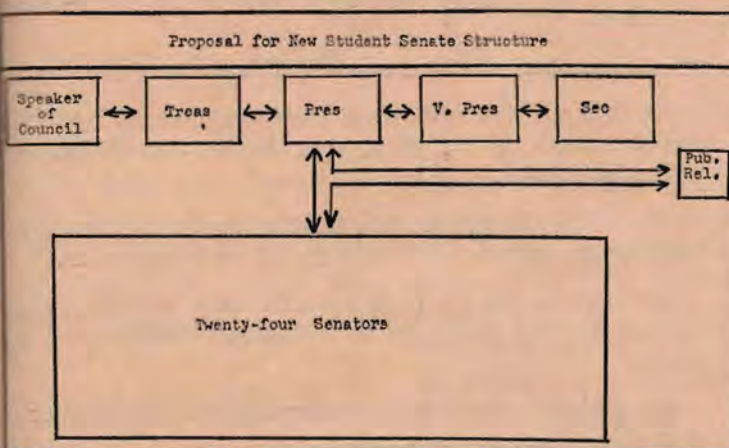 Proposal for New Student Senate Structure
Speaker
of
Council
Treas
Pres
V. Pres
Sec
Pub.
Rel.
Twenty-four Senators